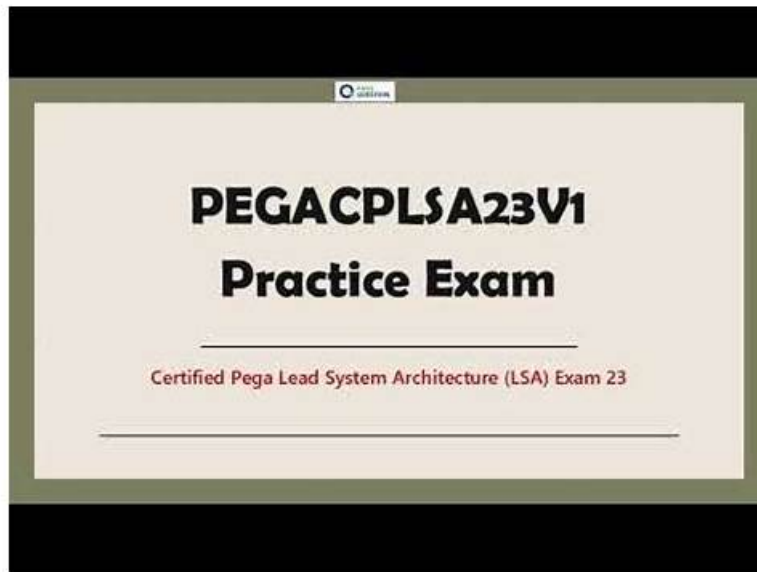 PEGACPLSA23V1
Practice Exam
Certified Pega Lead System Architecture (LSA) Exam 23